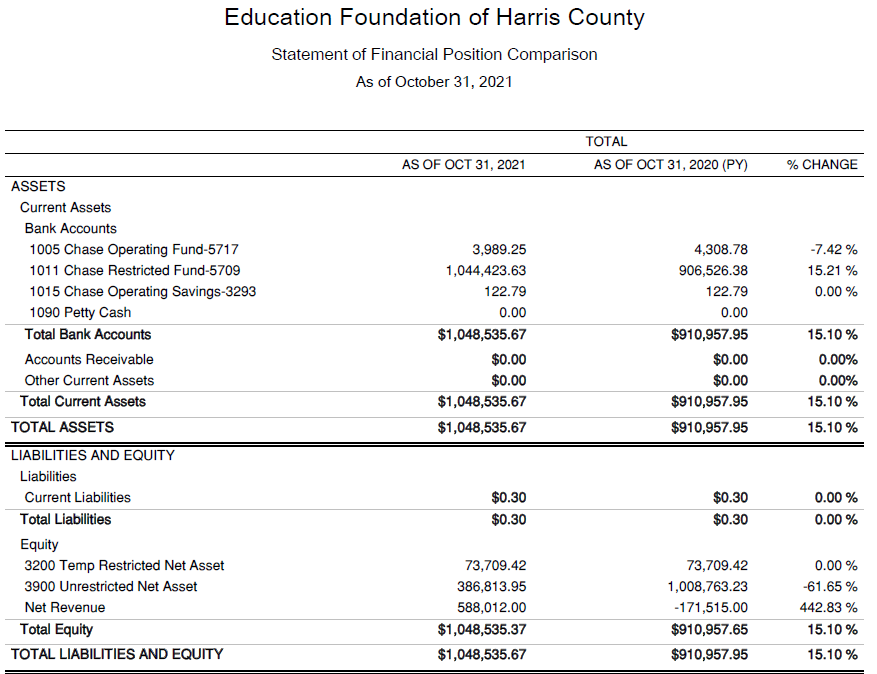 Education Foundation of Harris County
Statement of Financial Position Comparison
As of October 31, 2021
TOTAL
AS OF OCT 31, 2021 AS OF OCT 31, 2020 (PY) % CHANGE
ASSETS
Current Assets
Bank Accounts
1005 Chase Operating Fund-5717 3,989.25 4,308.78 -7.42 %
1011 Chase Restricted Fund-5709 1,044,423.63 906,526.38 15.21 %
1015 Chase Operating Savings-3293 122.79 122.79 0.00 %
1090 Petty Cash 0.00 0.00
Total Bank Accounts $1,048,535.67 $910,957.95 15.10 %
Accounts Receivable $0.00 $0.00 0.00%
Other Current Assets $0.00 $0.00 0.00%
Total Current Assets $1,048,535.67 $910,957.95 15.10 %
TOTAL ASSETS $1,048,535.67 $910,957.95 15.10 %
LIABILITIES AND EQUITY
Liabilities
Current Liabilities $0.30 $0.30 0.00 %
Total Liabilities $0.30 $0.30 0.00 %
Equity
3200 Temp Restricted Net Asset 73,709.42 73,709.42 0.00 %
3900 Unrestricted Net Asset 386,813.95 1,008,763.23 -61.65 %
Net Revenue 588,012.00 -171,515.00 442.83 %
Total Equity $1,048,535.37 $910,957.65 15.10 %
TOTAL LIABILITIES AND EQUITY $1,048,535.67 $910,957.95 15.10 %